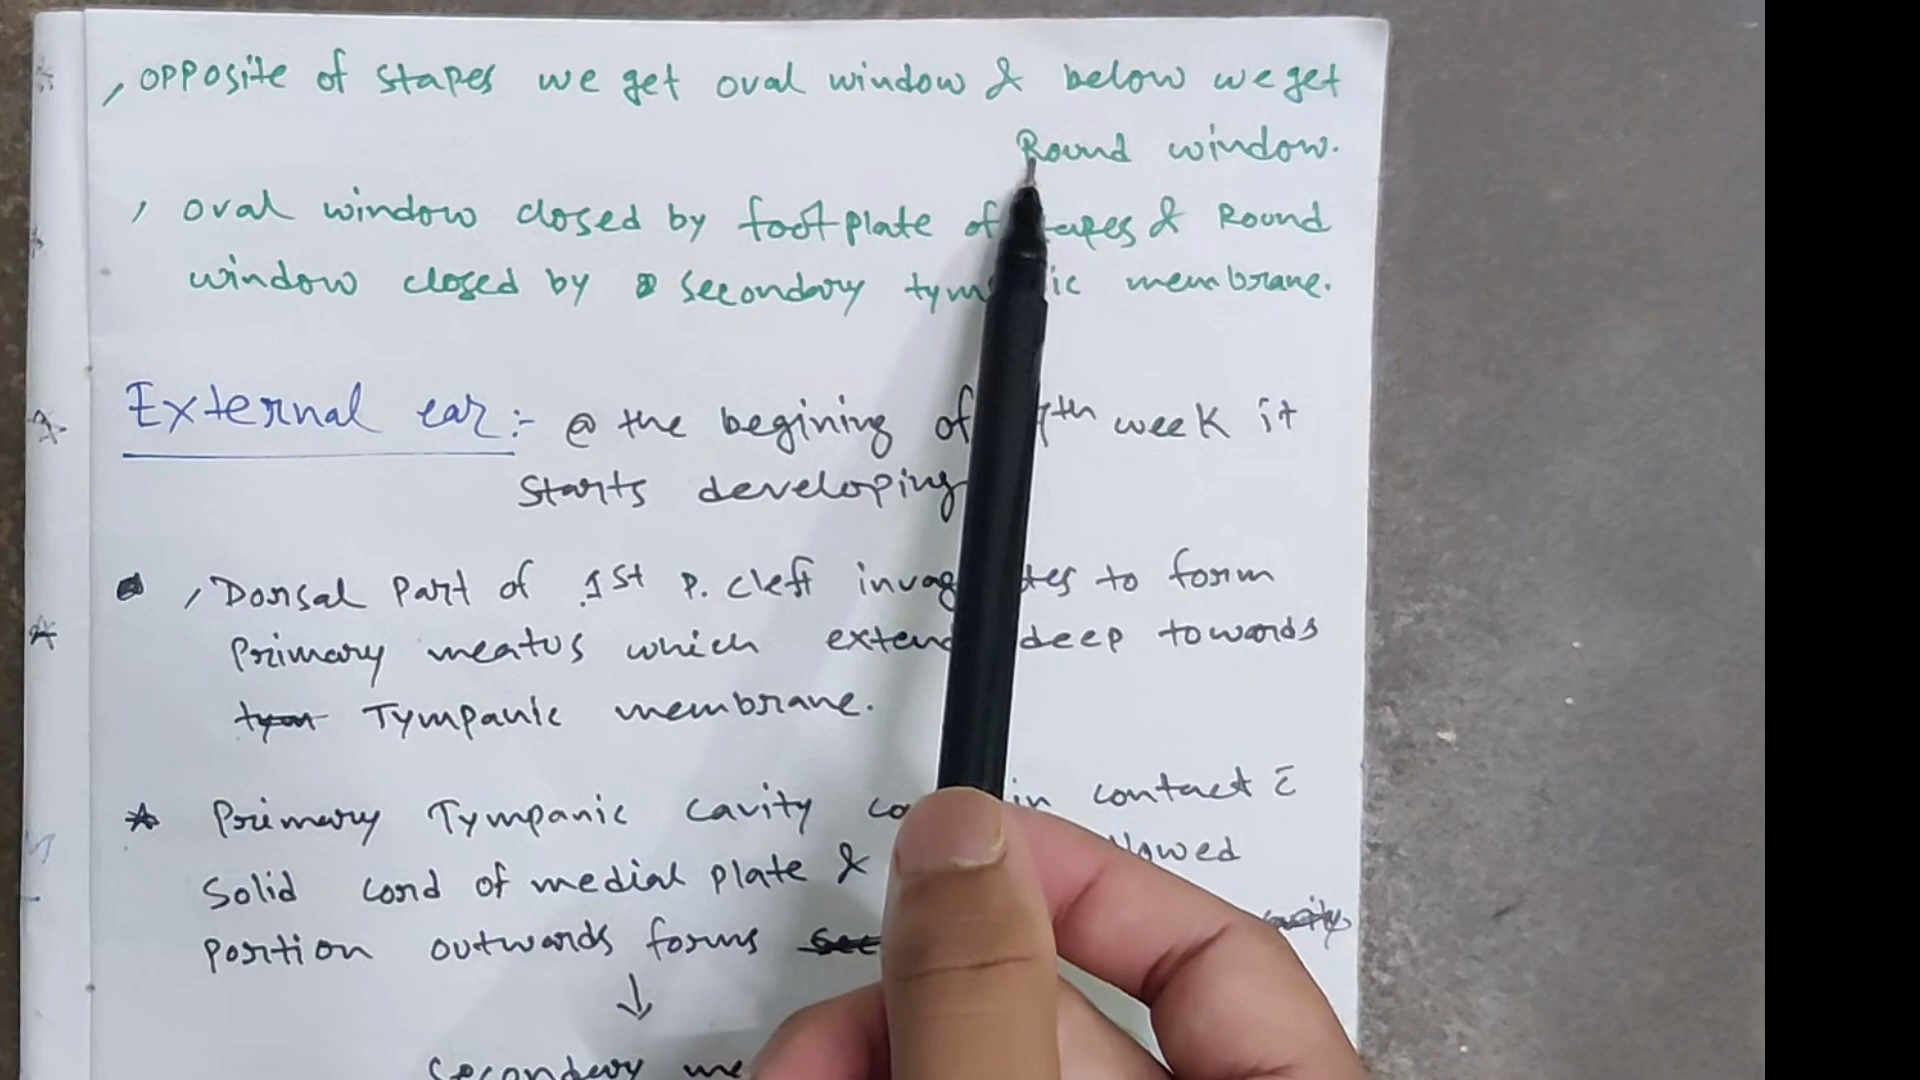 , opposite of stapes we get oval window & below we get
Round window.
, oval window closed by foot plate of & Round
window closed by secondary membrane.
External ear:- @ the begining of week it
starts developing
, Dorsal part of 1st p. cleft to form
primary meatus which deep towards
Tympanic membrane.
* Primary Tympanic cavity in contact c̄
solid cord of medial plate &
portion outwards forms
↓
secondary